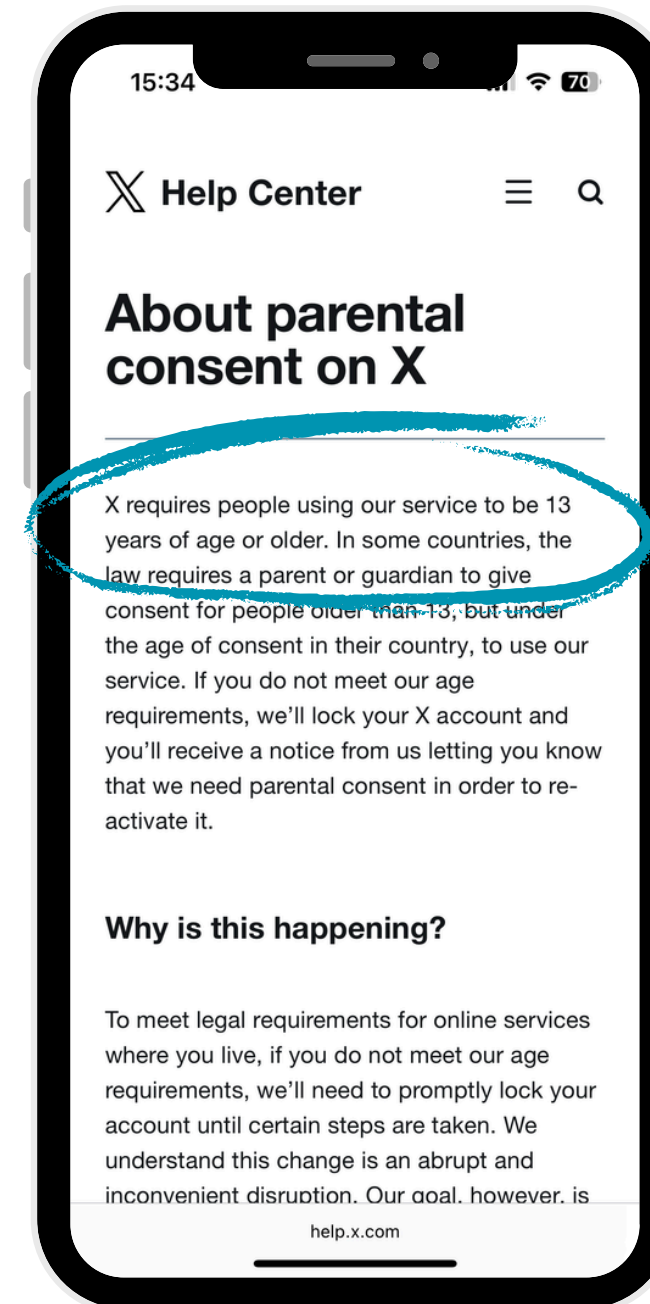 15:34
70
X Help Center
About parental
consent on X
X requires people using our service to be 13
years of age or older. In some countries, the
law requires a parent or guardian to give
consent for people older than 13, but under
the age of consent in their country, to use our
service. If you do not meet our age
requirements, we’ll lock your X account and
you’ll receive a notice from us letting you know
that we need parental consent in order to re-
activate it.
Why is this happening?
To meet legal requirements for online services
where you live, if you do not meet our age
requirements, we’ll need to promptly lock your
account until certain steps are taken. We
understand this change is an abrupt and
inconvenient disruption. Our goal, however, is
help.x.com